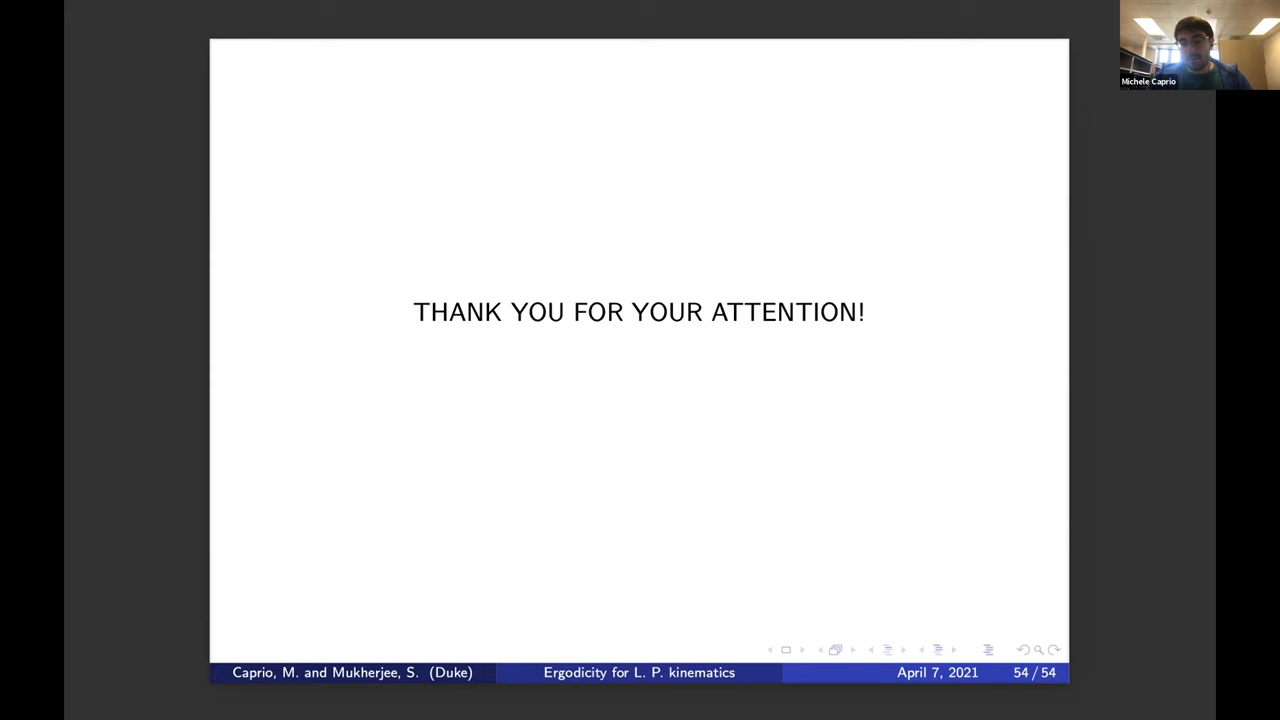 Michele Caprio
THANK YOU FOR YOUR ATTENTION!
Caprio, M. and Mukherjee, S. (Duke)
Ergodicity for L. P. kinematics
April 7, 2021
54 / 54